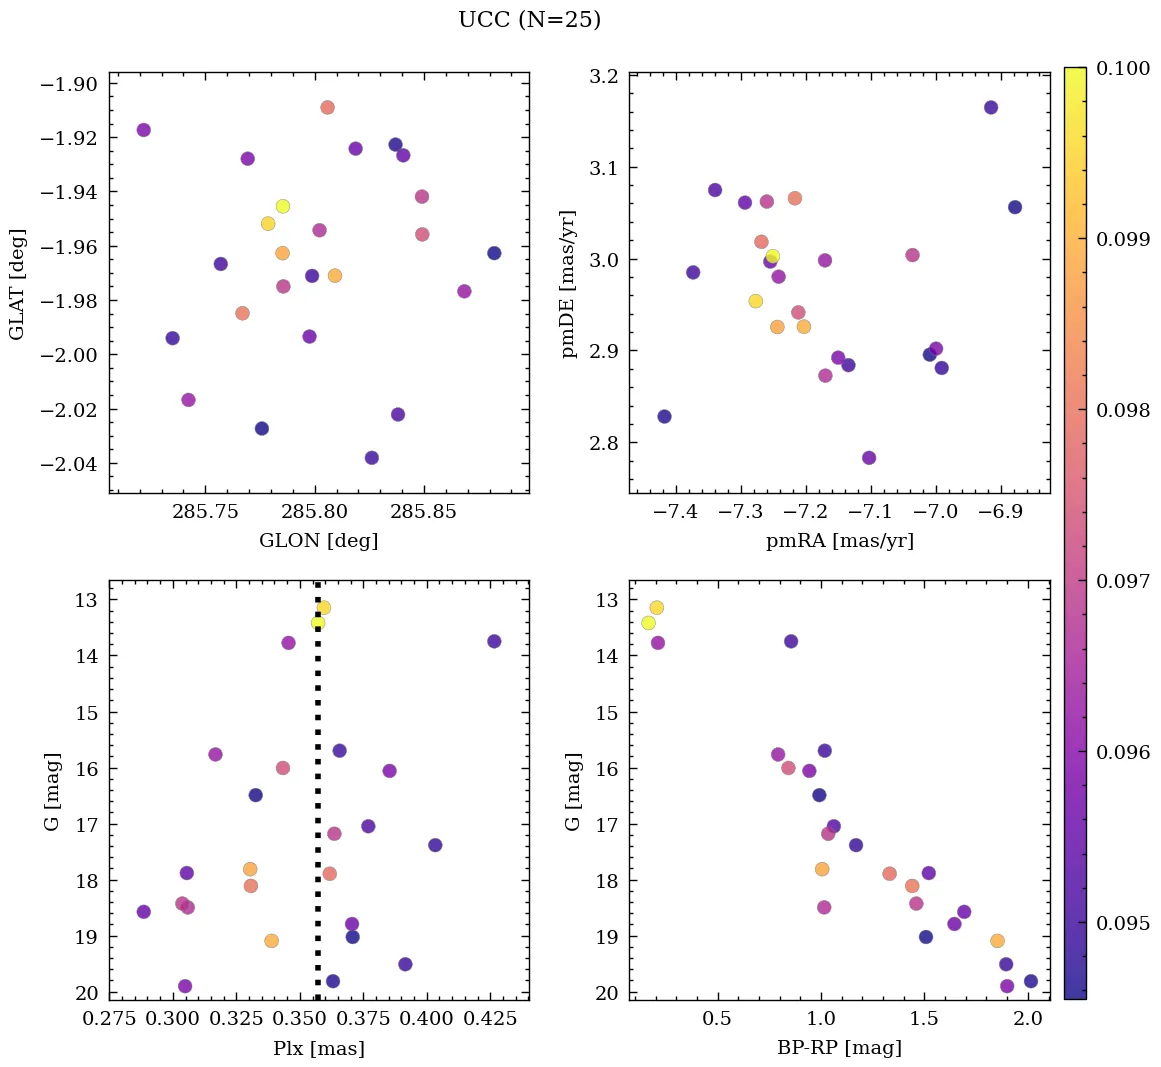 UCC (N=25)
−1.90
−1.92
−1.94
−1.96
−1.98
−2.00
−2.02
−2.04
GLAT [deg]
285.75 285.80 285.85
GLON [deg]
3.2
3.1
3.0
2.9
2.8
pmDE [mas/yr]
−7.4 −7.3 −7.2 −7.1 −7.0 −6.9
pmRA [mas/yr]
13
14
15
16
17
18
19
20
G [mag]
0.275 0.300 0.325 0.350 0.375 0.400 0.425
Plx [mas]
13
14
15
16
17
18
19
20
G [mag]
0.5 1.0 1.5 2.0
BP-RP [mag]
0.100
0.099
0.098
0.097
0.096
0.095